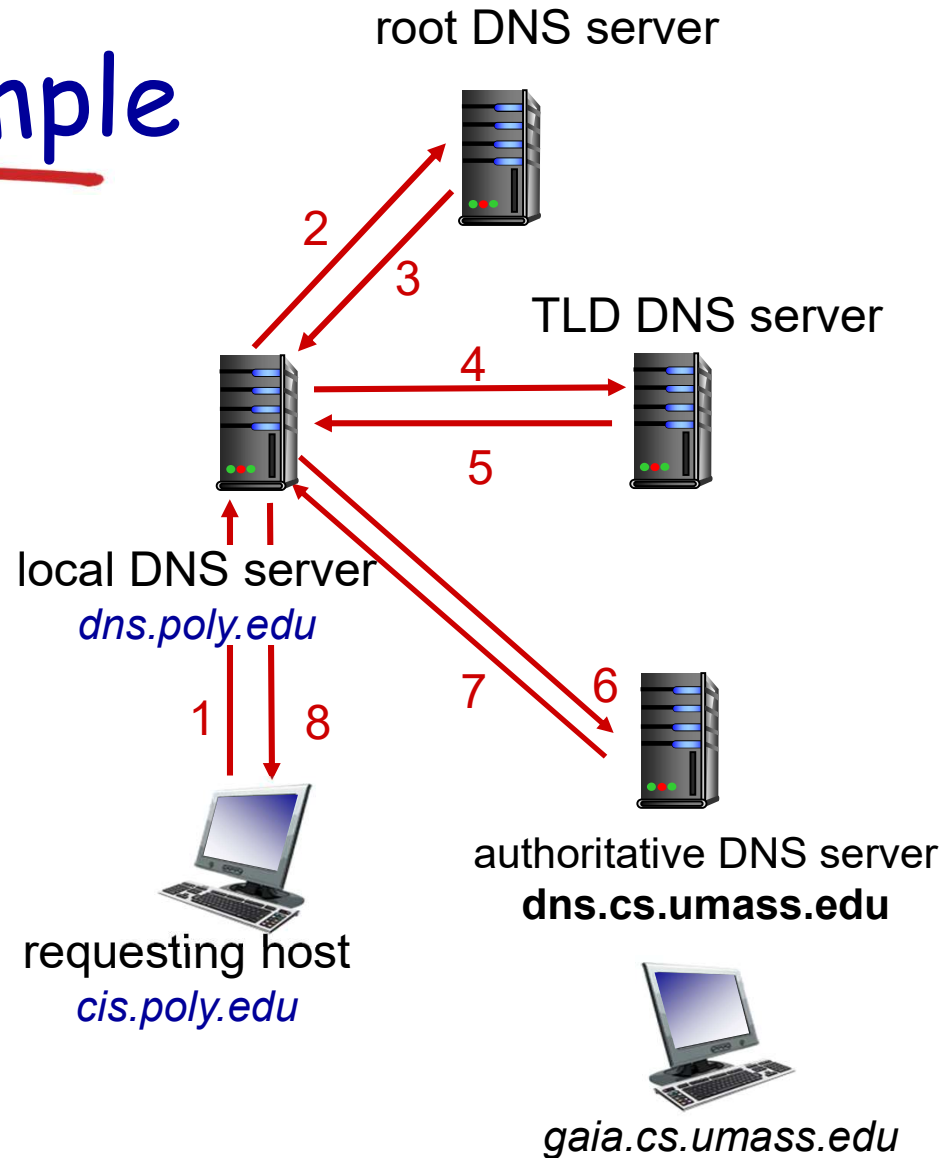 root DNS server
2
3
TLD DNS server
4
5
local DNS server
dns.poly.edu
1
8
7
6
requesting host
cis.poly.edu
authoritative DNS server
dns.cs.umass.edu
gaia.cs.umass.edu